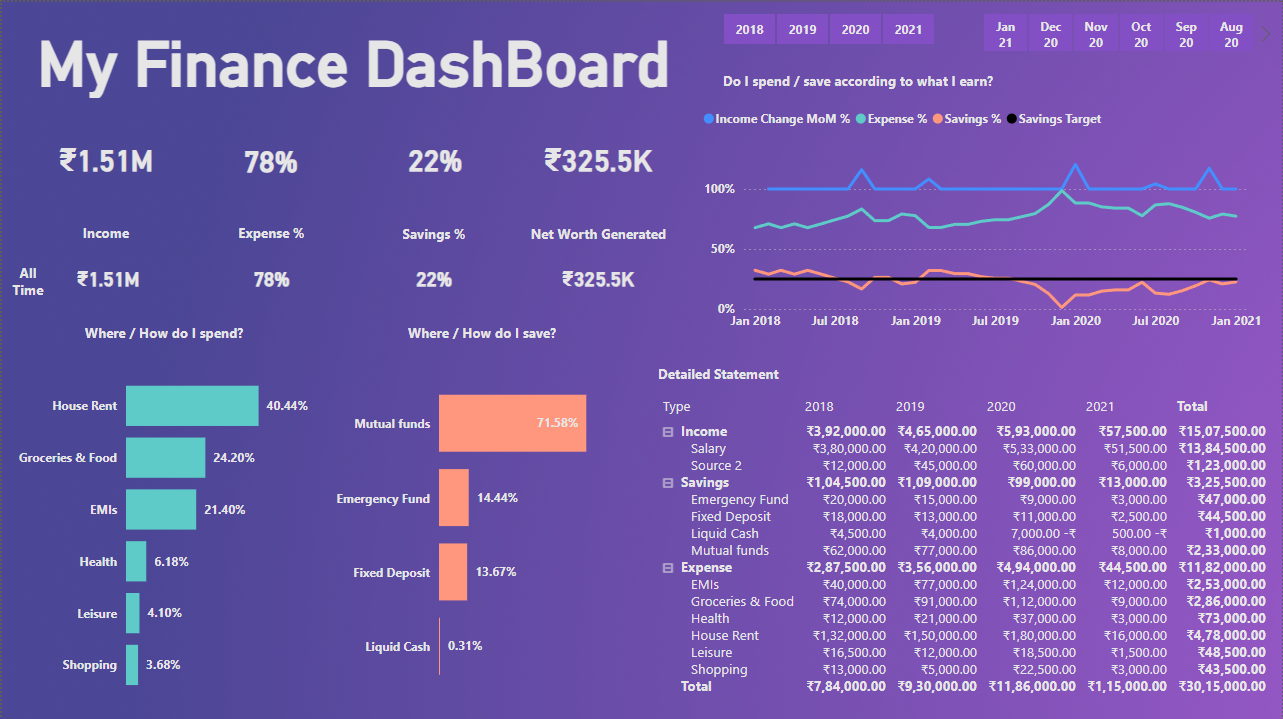 My Finance DashBoard
2018 2019 2020 2021
Jan 21 Dec 20 Nov 20 Oct 20 Sep 20 Aug 20
₹1.51M 78% 22% ₹325.5K
Income Expense % Savings % Net Worth Generated
All Time ₹1.51M 78% 22% ₹325.5K
Do I spend / save according to what I earn?
Income Change MoM % Expense % Savings % Savings Target
100%
50%
0%
Jan 2018 Jul 2018 Jan 2019 Jul 2019 Jan 2020 Jul 2020 Jan 2021
Where / How do I spend?
House Rent 40.44%
Groceries & Food 24.20%
EMIs 21.40%
Health 6.18%
Leisure 4.10%
Shopping 3.68%
Where / How do I save?
Mutual funds 71.58%
Emergency Fund 14.44%
Fixed Deposit 13.67%
Liquid Cash 0.31%
Detailed Statement
Type 2018 2019 2020 2021 Total
Income ₹3,92,000.00 ₹4,65,000.00 ₹5,93,000.00 ₹57,500.00 ₹15,07,500.00
Salary ₹3,80,000.00 ₹4,20,000.00 ₹5,33,000.00 ₹51,500.00 ₹13,84,500.00
Source 2 ₹12,000.00 ₹45,000.00 ₹60,000.00 ₹6,000.00 ₹1,23,000.00
Savings ₹1,04,500.00 ₹1,09,000.00 ₹99,000.00 ₹13,000.00 ₹3,25,500.00
Emergency Fund ₹20,000.00 ₹15,000.00 ₹9,000.00 ₹3,000.00 ₹47,000.00
Fixed Deposit ₹18,000.00 ₹13,000.00 ₹11,000.00 ₹2,500.00 ₹44,500.00
Liquid Cash ₹4,500.00 ₹4,000.00 7,000.00 -₹ 500.00 -₹ ₹1,000.00
Mutual funds ₹62,000.00 ₹77,000.00 ₹86,000.00 ₹8,000.00 ₹2,33,000.00
Expense ₹2,87,500.00 ₹3,56,000.00 ₹4,94,000.00 ₹44,500.00 ₹11,82,000.00
EMIs ₹40,000.00 ₹77,000.00 ₹1,24,000.00 ₹12,000.00 ₹2,53,000.00
Groceries & Food ₹74,000.00 ₹91,000.00 ₹1,12,000.00 ₹9,000.00 ₹2,86,000.00
Health ₹12,000.00 ₹21,000.00 ₹37,000.00 ₹3,000.00 ₹73,000.00
House Rent ₹1,32,000.00 ₹1,50,000.00 ₹1,80,000.00 ₹16,000.00 ₹4,78,000.00
Leisure ₹16,500.00 ₹12,000.00 ₹18,500.00 ₹1,500.00 ₹48,500.00
Shopping ₹13,000.00 ₹5,000.00 ₹22,500.00 ₹3,000.00 ₹43,500.00
Total ₹7,84,000.00 ₹9,30,000.00 ₹11,86,000.00 ₹1,15,000.00 ₹30,15,000.00